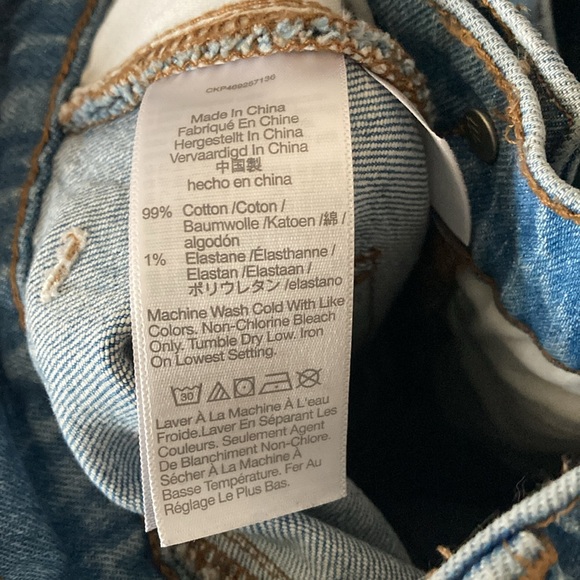 CKP469257136
Made In China
Fabriqué En Chine
Hergestellt In China
Vervaardigd In China
中国製
hecho en china
99% Cotton /Coton /
Baumwolle /Katoen /綿 /
algodón
1% Elastane /Élasthanne /
Elastan /Elastaan /
ポリウレタン /elastano
Machine Wash Cold With Like
Colors. Non-Chlorine Bleach
Only. Tumble Dry Low. Iron
On Lowest Setting.
30
Laver À La Machine À L'eau
Froide.Laver En Séparant Les
Couleurs. Seulement Agent
De Blanchiment Non-Chlore.
Sécher À La Machine À
Basse Température. Fer Au
Réglage Le Plus Bas.